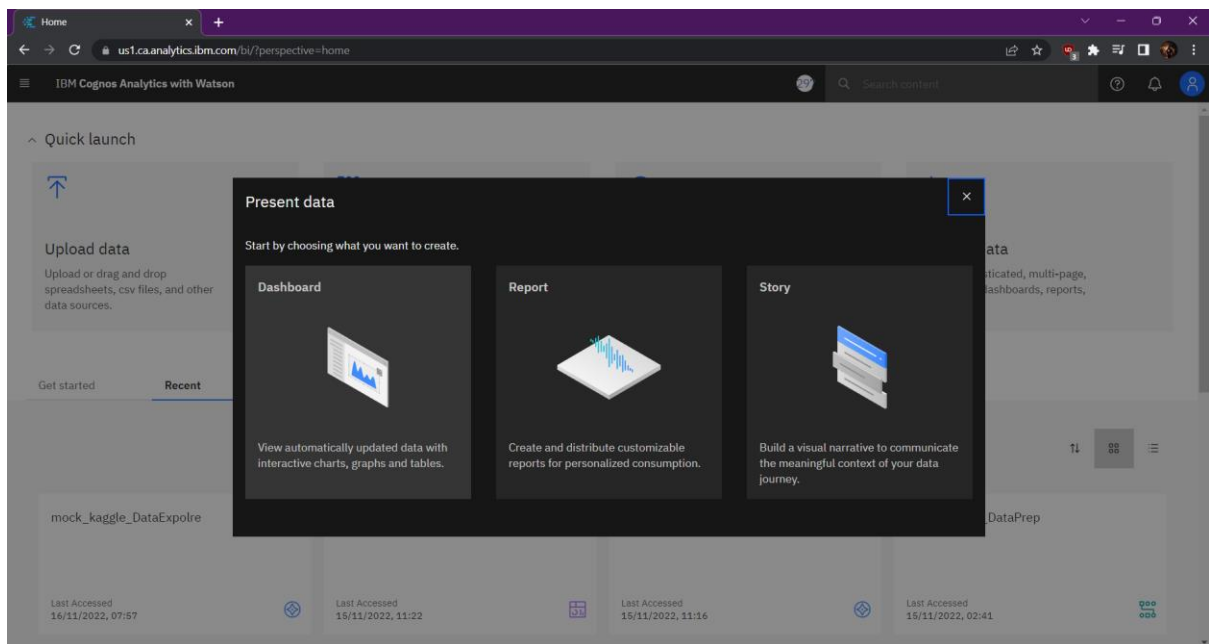 Home
us1.ca.analytics.ibm.com/bi/?perspective=home
3
IBM Cognos Analytics with Watson
29
Search content
Quick launch
Upload data
Upload or drag and drop
spreadsheets, csv files, and other
data sources.
ata
sticated, multi-page,
dashboards, reports,
Present data
Start by choosing what you want to create.
Dashboard
View automatically updated data with
interactive charts, graphs and tables.
Report
Create and distribute customizable
reports for personalized consumption.
Story
Build a visual narrative to communicate
the meaningful context of your data
journey.
Get started
Recent
mock_kaggle_DataExpolre
Last Accessed
16/11/2022, 07:57
Last Accessed
15/11/2022, 11:22
Last Accessed
15/11/2022, 11:16
_DataPrep
Last Accessed
15/11/2022, 02:41